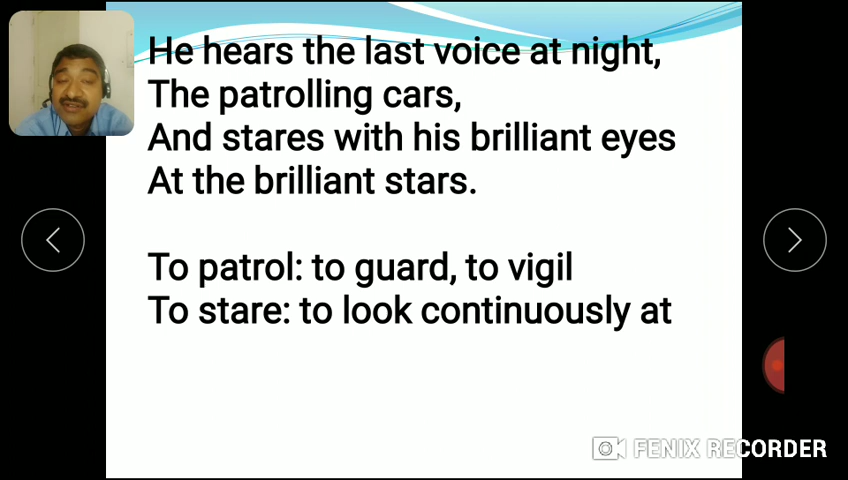 He hears the last voice at night,
The patrolling cars,
And stares with his brilliant eyes
At the brilliant stars.
To patrol: to guard, to vigil
To stare: to look continuously at
FENIX RECORDER